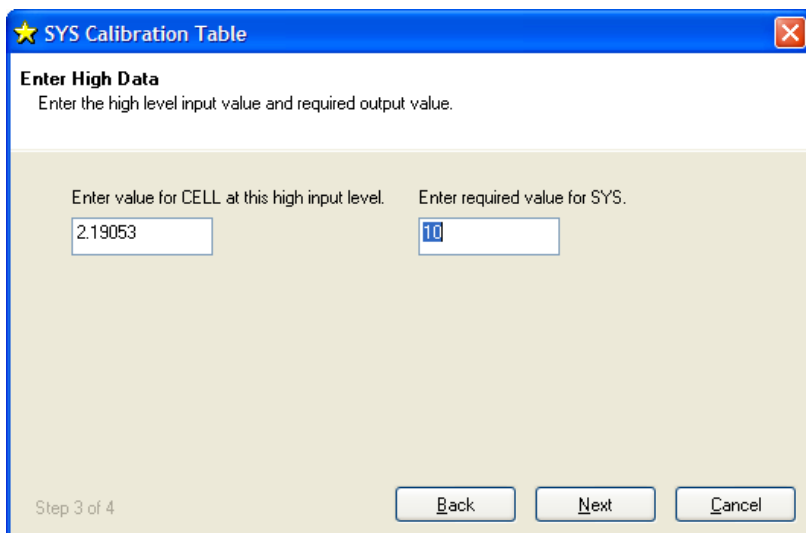 SYS Calibration Table
Enter High Data
Enter the high level input value and required output value.
Enter value for CELL at this high input level.
Enter required value for SYS.
2.19053
10
Step 3 of 4
Back
Next
Cancel